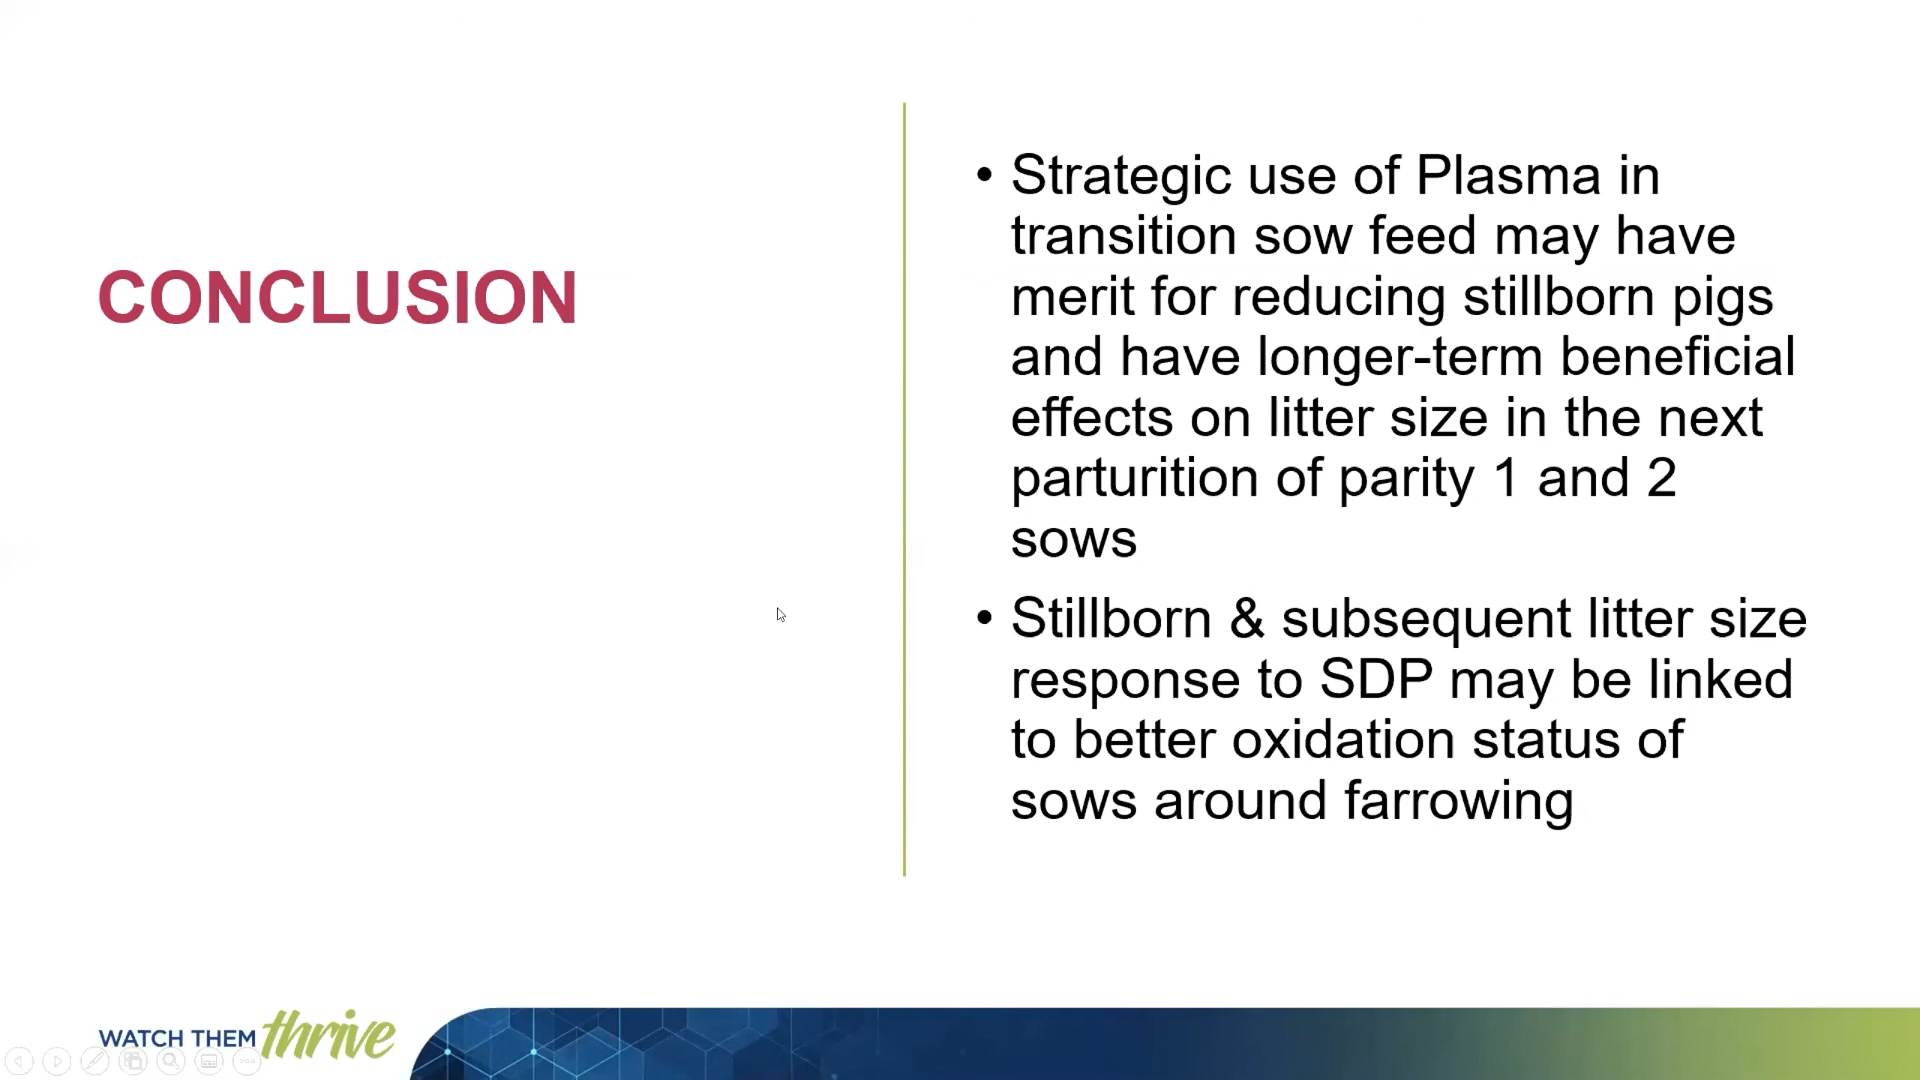 CONCLUSION
• Strategic use of Plasma in
transition sow feed may have
merit for reducing stillborn pigs
and have longer-term beneficial
effects on litter size in the next
parturition of parity 1 and 2
sows
• Stillborn & subsequent litter size
response to SDP may be linked
to better oxidation status of
sows around farrowing
WATCH THEM thrive